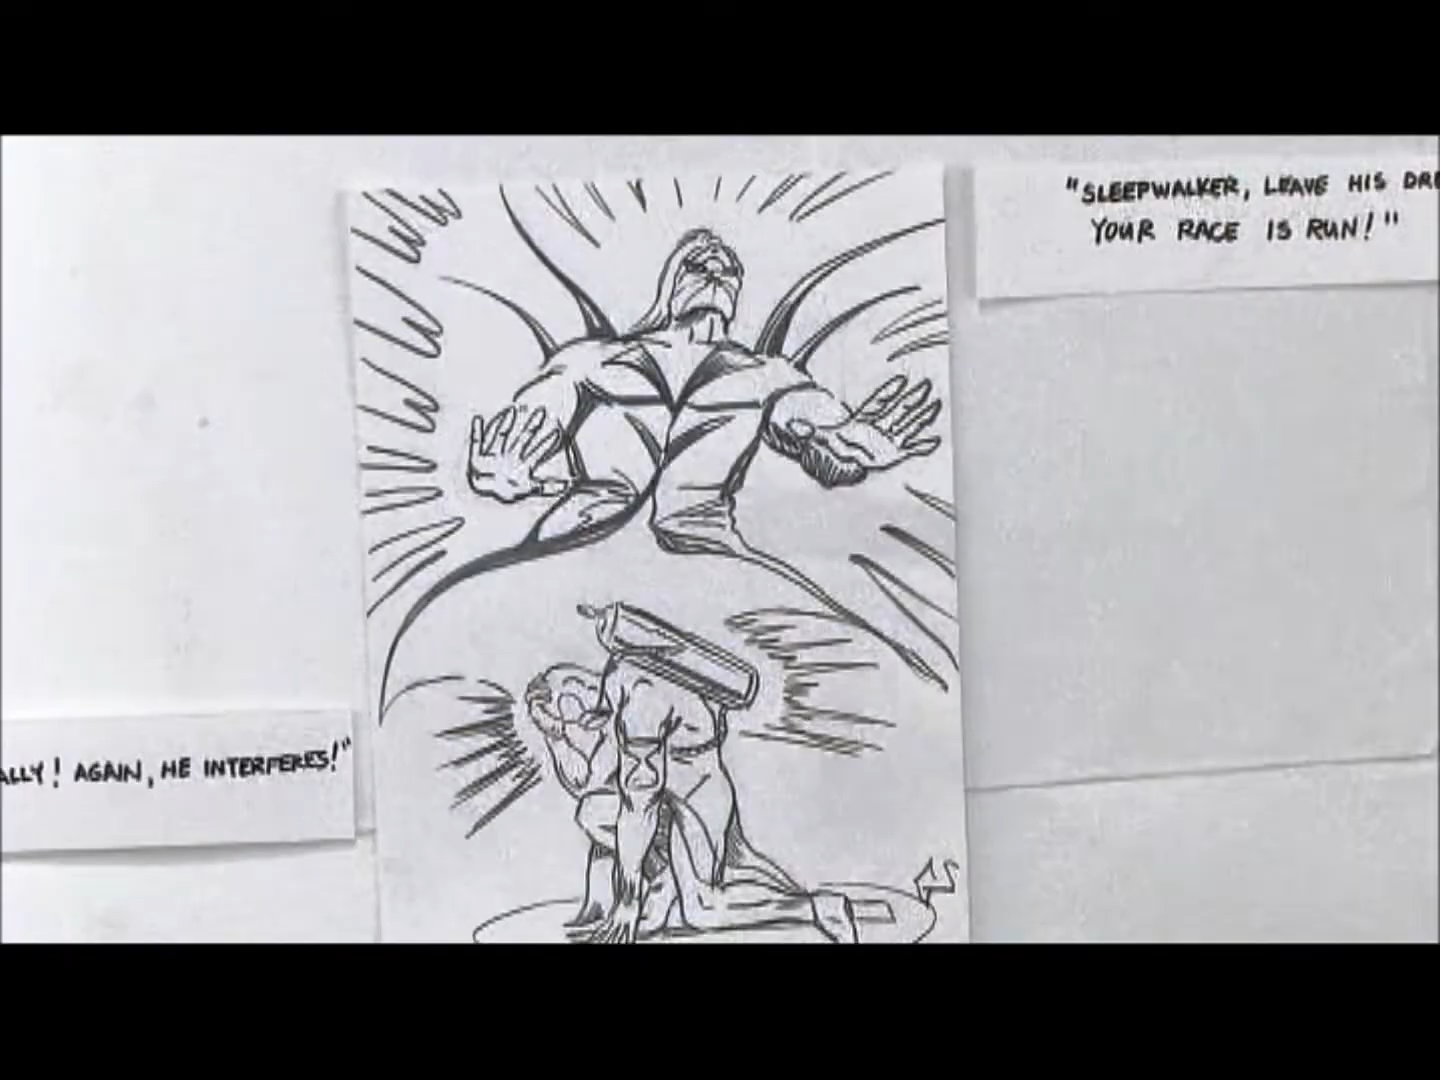 "SLEEPWALKER, LEAVE HIS
YOUR RACE IS RUN!"
AGAIN, HE INTERFERES!"